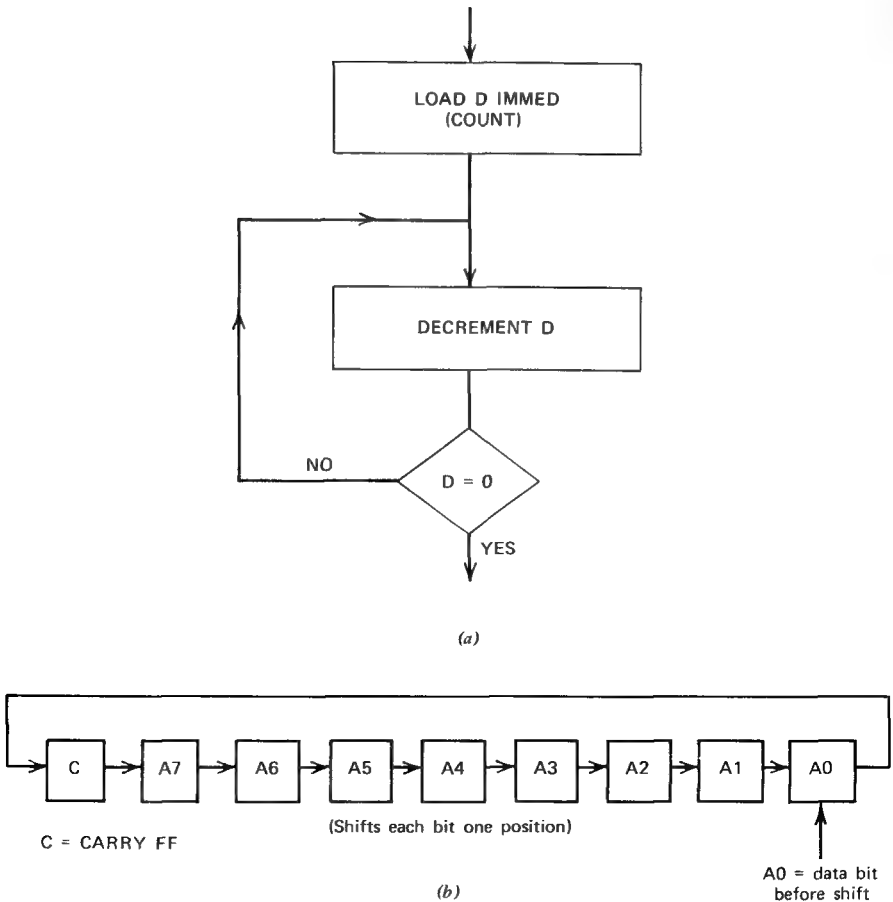 LOAD D IMMED
(COUNT)
DECREMENT D
NO
D = 0
YES
(a)
C
A7
A6
A5
A4
A3
A2
A1
A0
C = CARRY FF
(Shifts each bit one position)
A0 = data bit
before shift
(b)